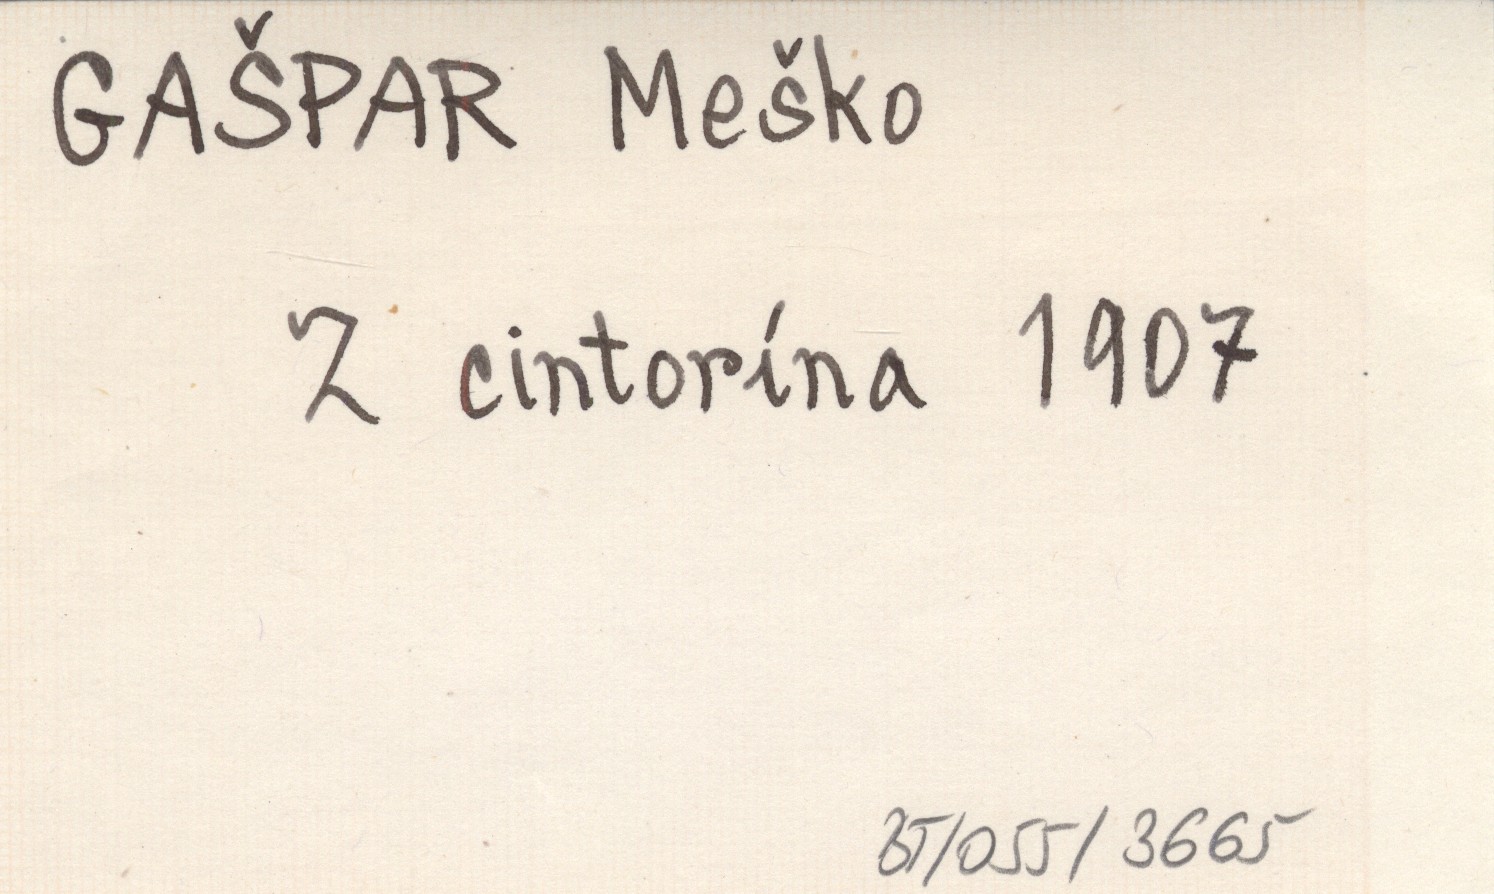 GAŠPAR Meško
Z cintorína 1907
BT/055/3665